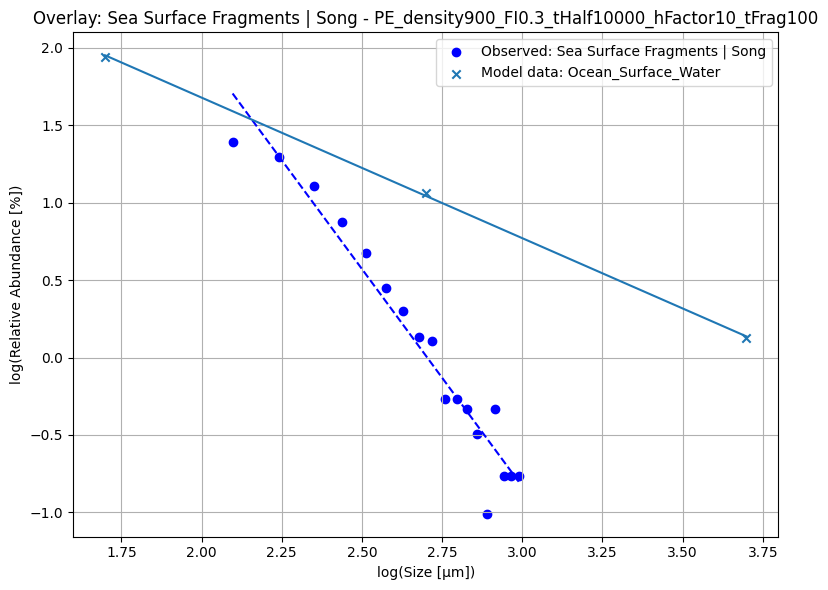 Overlay: Sea Surface Fragments | Song - PE_density900_FI0.3_tHalf10000_hFactor10_tFrag100
Observed: Sea Surface Fragments | Song
Model data: Ocean_Surface_Water
log(Relative Abundance [%])
2.0
1.5
1.0
0.5
0.0
−0.5
−1.0
1.75 2.00 2.25 2.50 2.75 3.00 3.25 3.50 3.75
log(Size [μm])